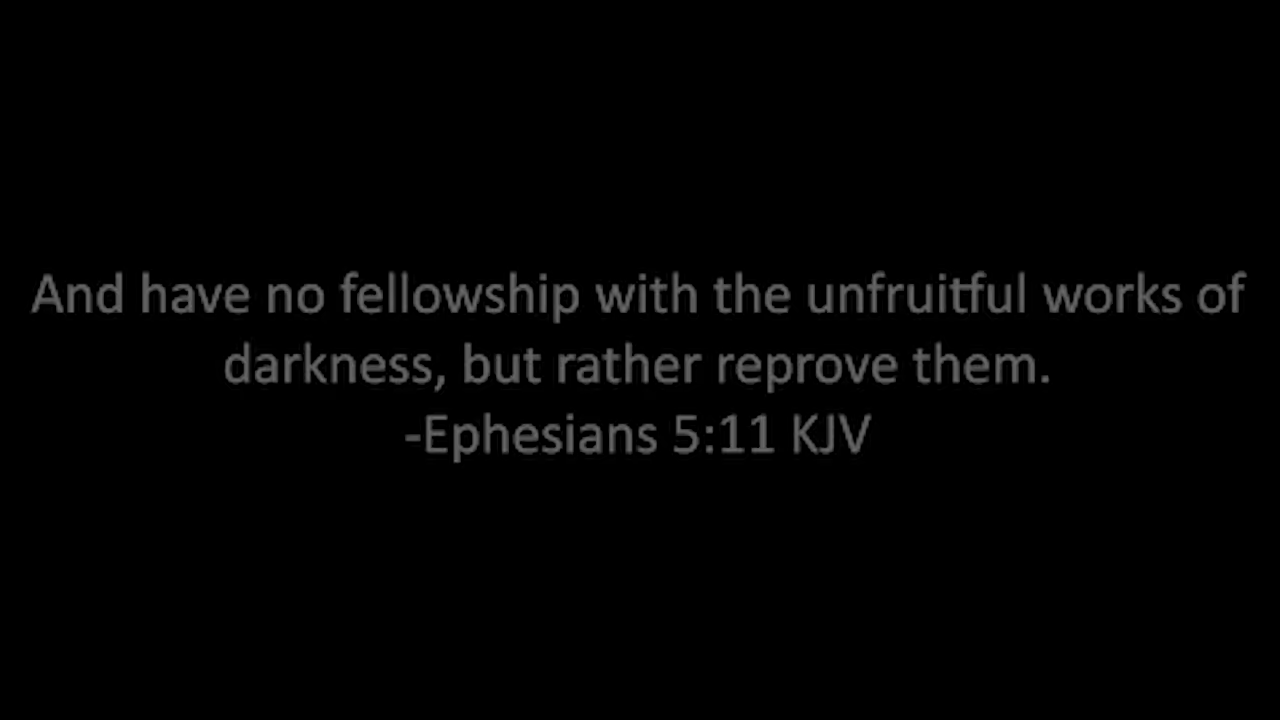 And have no fellowship with the unfruitful works of
darkness, but rather reprove them.
-Ephesians 5:11 KJV